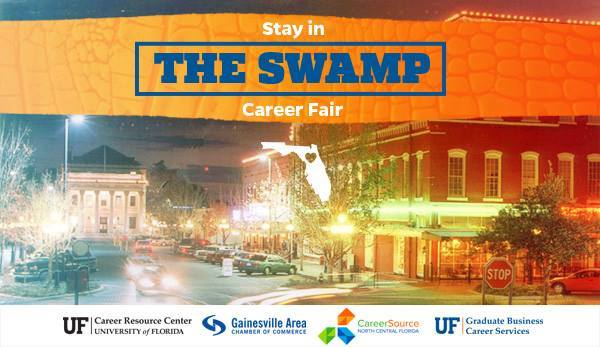 Stay in
THE SWAMP
Career Fair
STOP
UF Career Resource Center
UNIVERSITY of FLORIDA
Gainesville Area
CHAMBER OF COMMERCE
CareerSource
NORTH CENTRAL FLORIDA
UF Graduate Business
Career Services